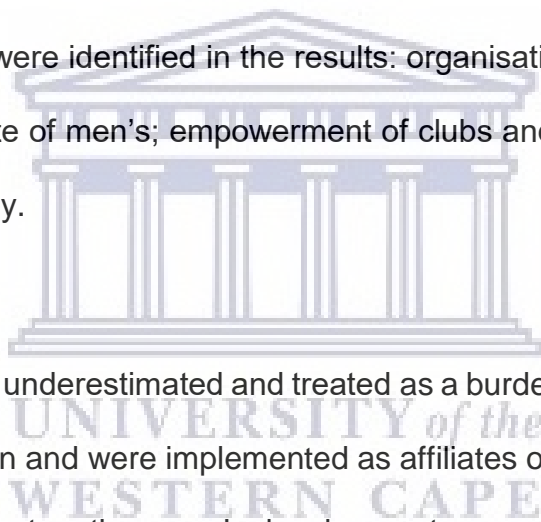 were identified in the results: organisati
te of men's; empowerment of clubs and
y.
underestimated and treated as a burde
UNIVERSITY of the
n and were implemented as affiliates o
WESTERN CAPE